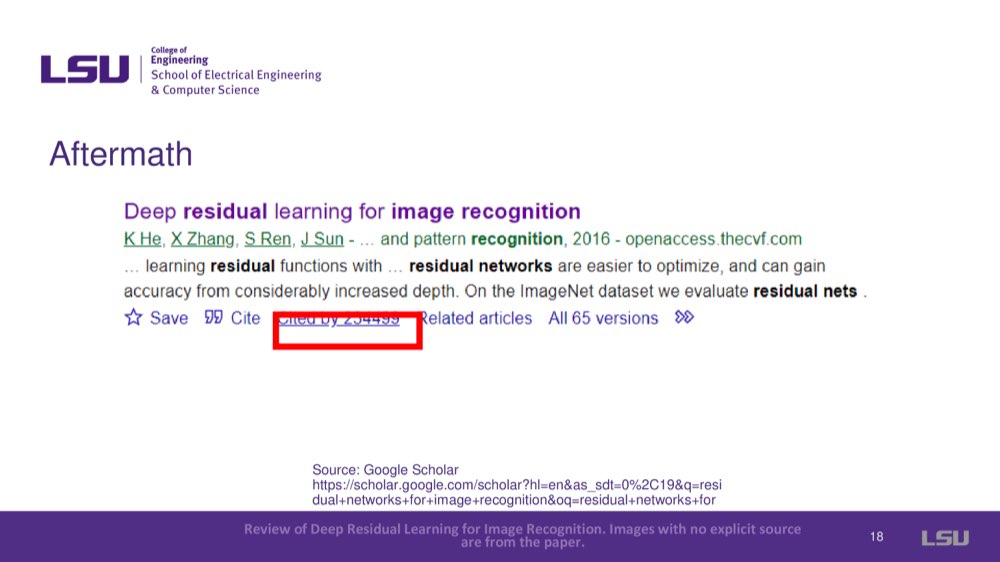 LSU
College of
Engineering
School of Electrical Engineering
& Computer Science
Aftermath
Deep residual learning for image recognition
K He, X Zhang, S Ren, J Sun - ... and pattern recognition, 2016 - openaccess.thecvf.com
... learning residual functions with ... residual networks are easier to optimize, and can gain
accuracy from considerably increased depth. On the ImageNet dataset we evaluate residual nets .
Save Cite Cited by 254499 Related articles All 65 versions
Source: Google Scholar
https://scholar.google.com/scholar?hl=en&as_sdt=0%2C19&q=resi
dual+networks+for+image+recognition&oq=residual+networks+for
Review of Deep Residual Learning for Image Recognition. Images with no explicit source
are from the paper.
18
LSU